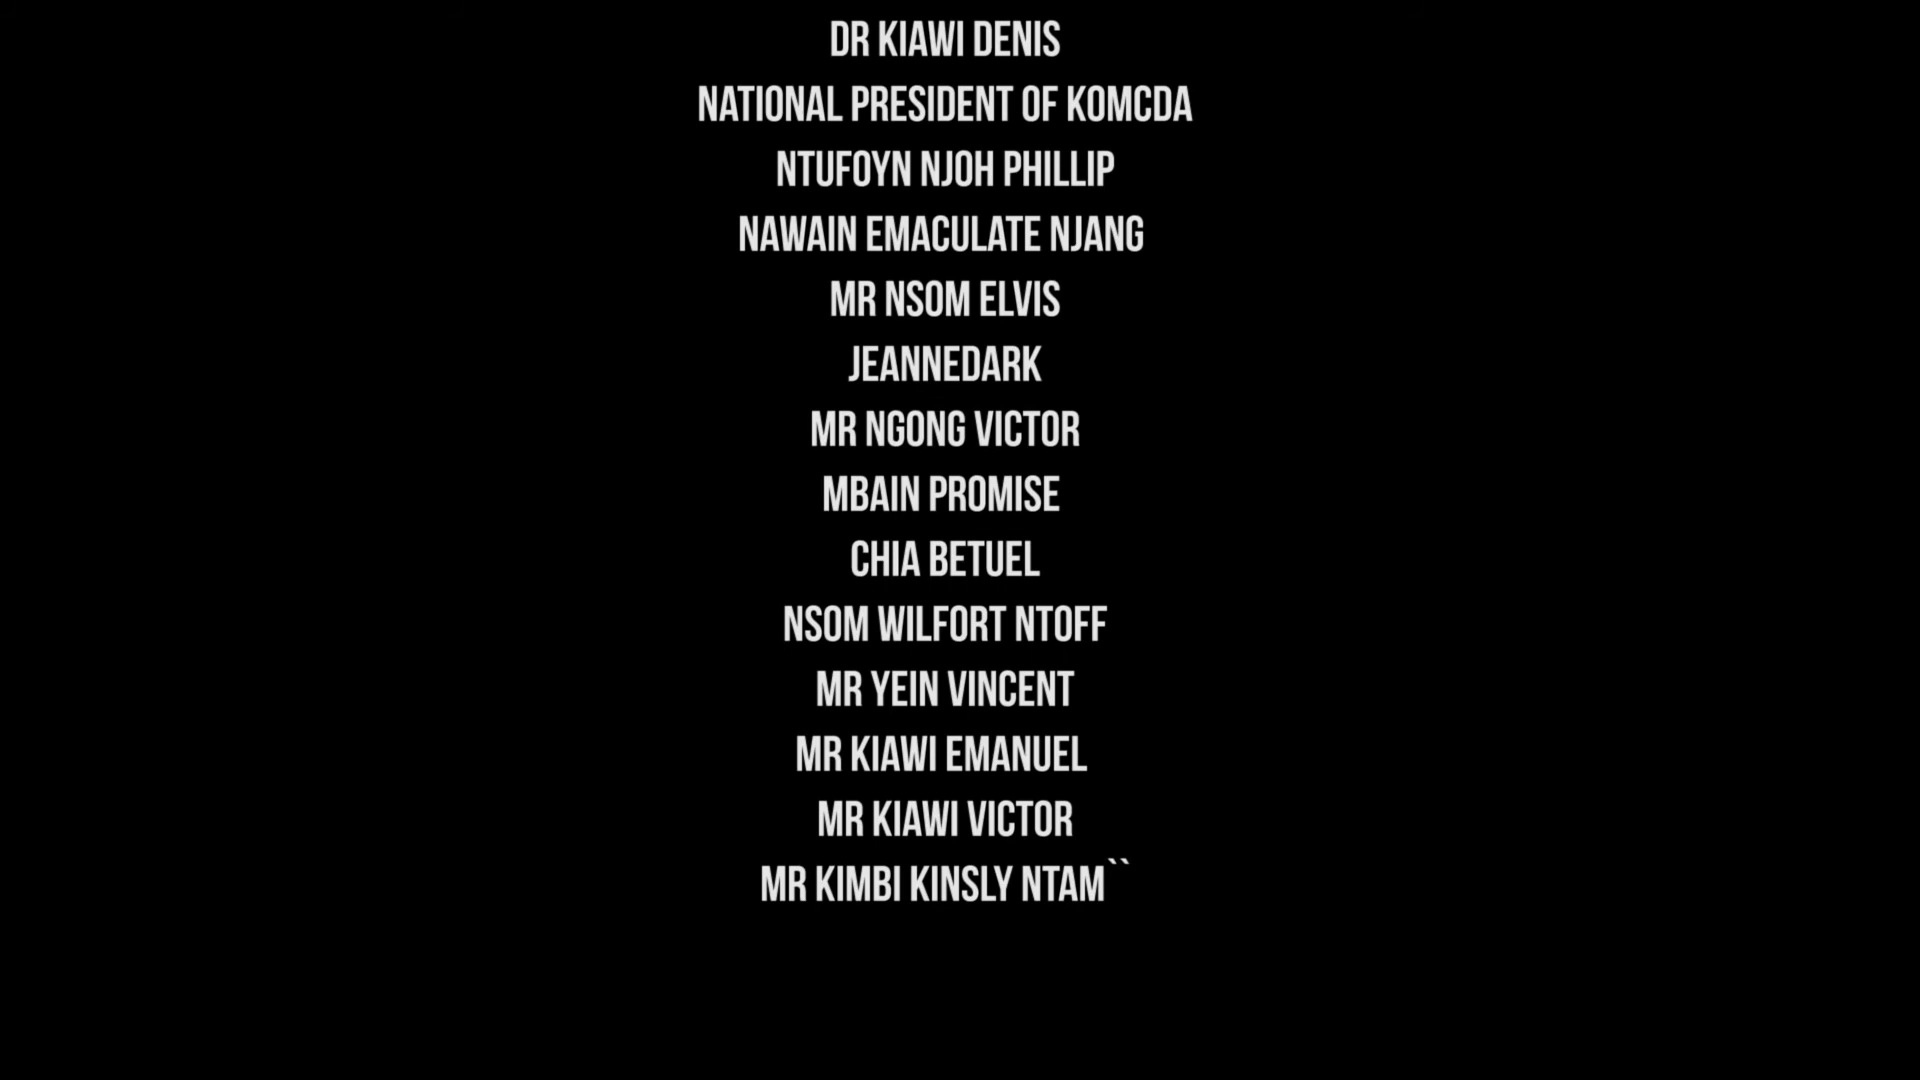 DR KIAWI DENIS
NATIONAL PRESIDENT OF KOMCDA
NTUFOYN NJOH PHILLIP
NAWAIN EMACULATE NJANG
MR NSOM ELVIS
JEANNEDARK
MR NGONG VICTOR
MBAIN PROMISE
CHIA BETUEL
NSOM WILFORT NTOFF
MR YEIN VINCENT
MR KIAWI EMANUEL
MR KIAWI VICTOR
MR KIMBI KINSLY NTAM``